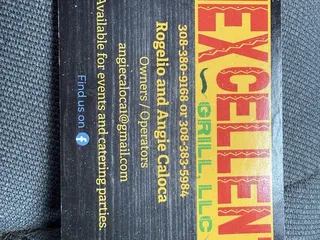 EXCELLEN
GRILL, LLC
308-380-9168 or 308-383-5984
Rogelio and Angie Caloca
Owners / Operators
angiecaloca1@gmail.com
Available for events and catering parties.
Find us on